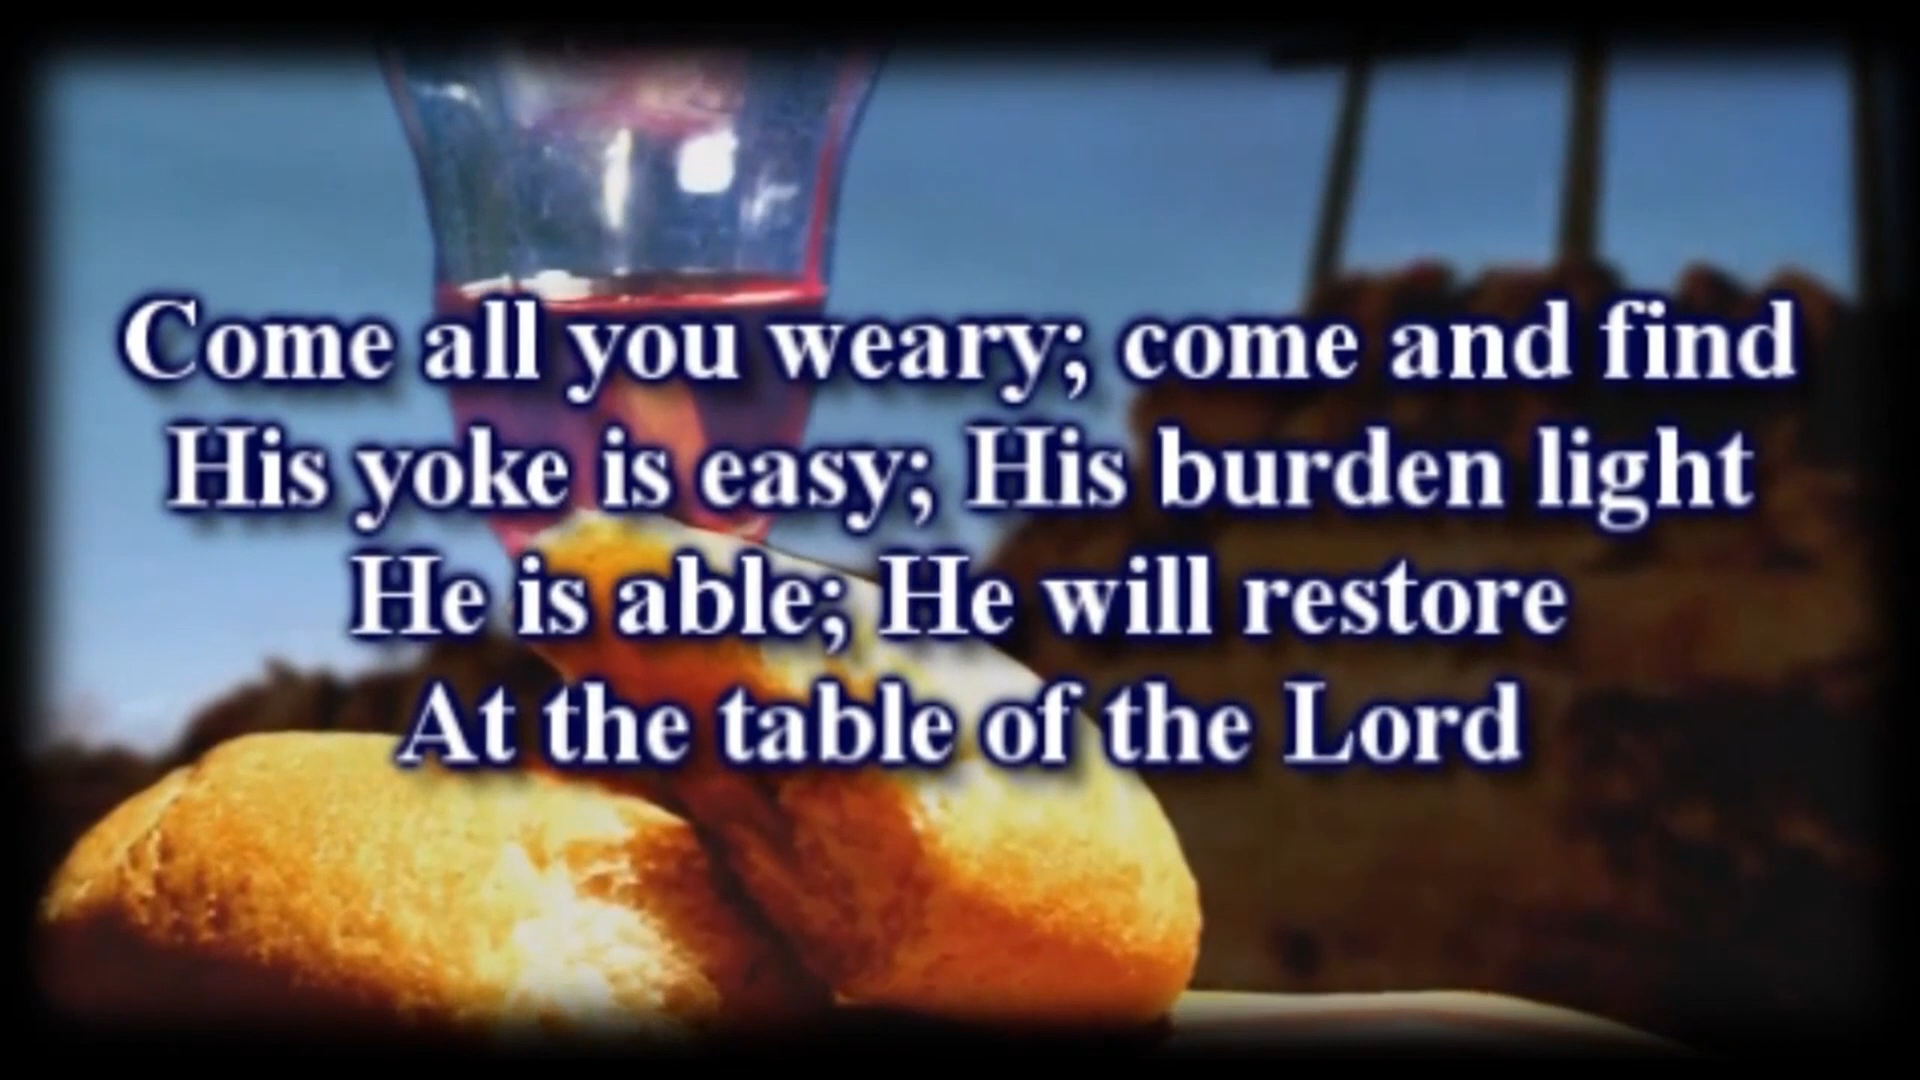 Come all you weary; come and find
His yoke is easy; His burden light
He is able; He will restore
At the table of the Lord